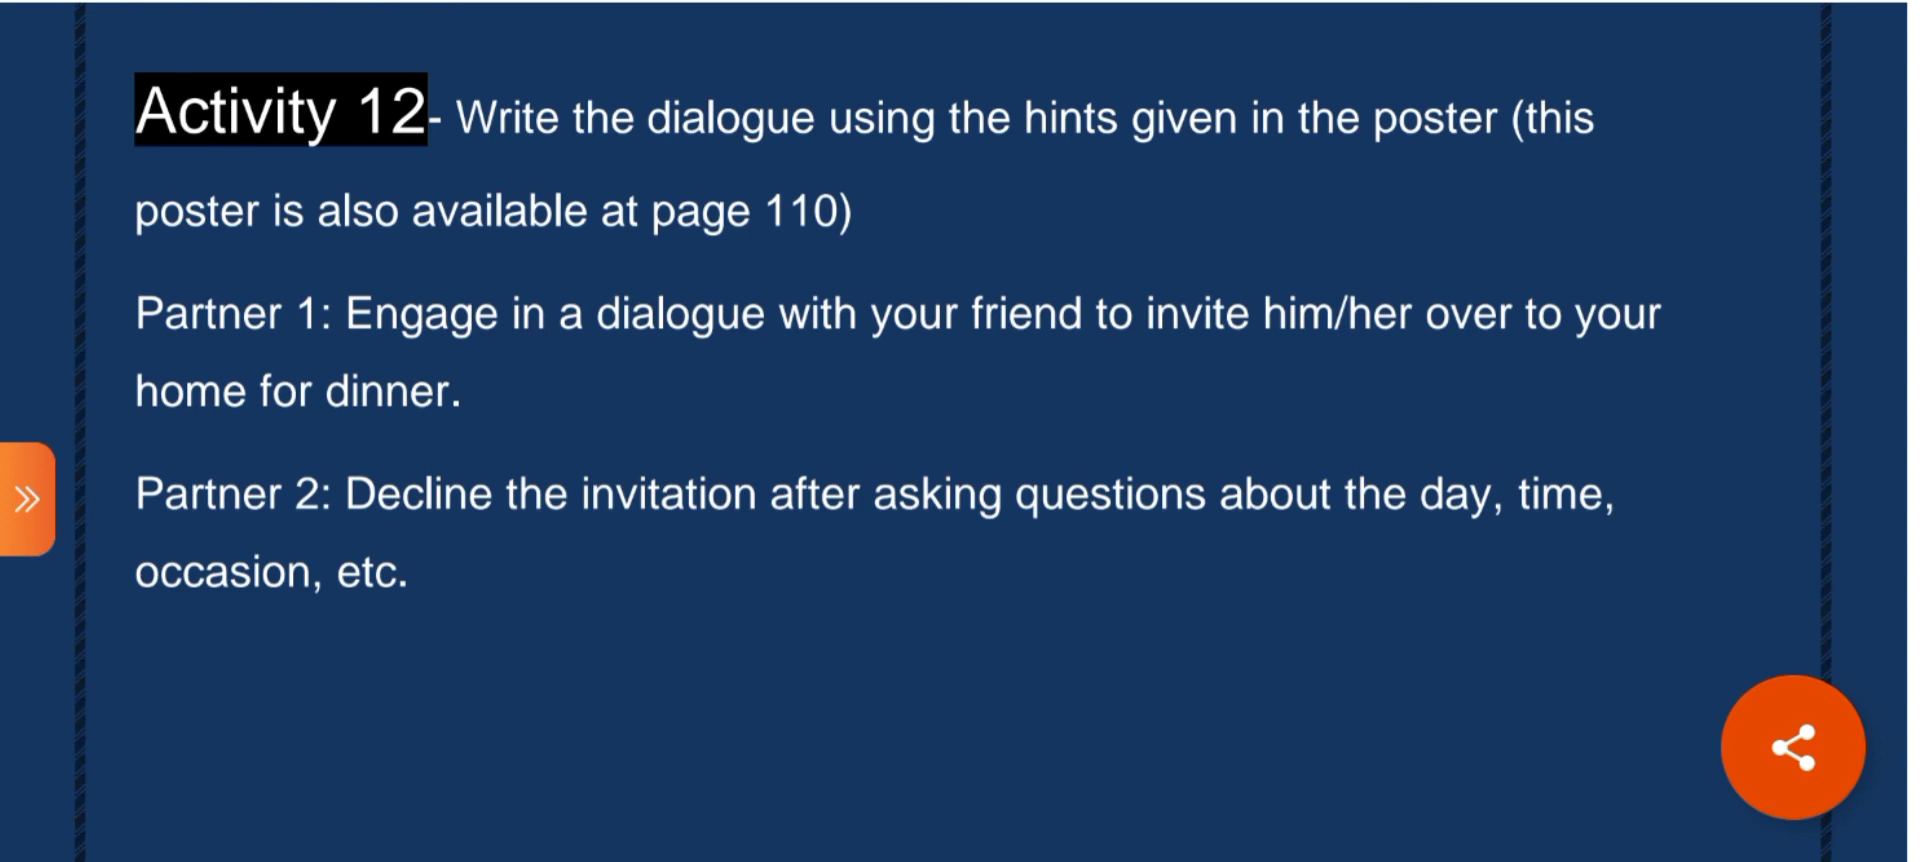 Activity 12- Write the dialogue using the hints given in the poster (this
poster is also available at page 110)
Partner 1: Engage in a dialogue with your friend to invite him/her over to your
home for dinner.
Partner 2: Decline the invitation after asking questions about the day, time,
occasion, etc.